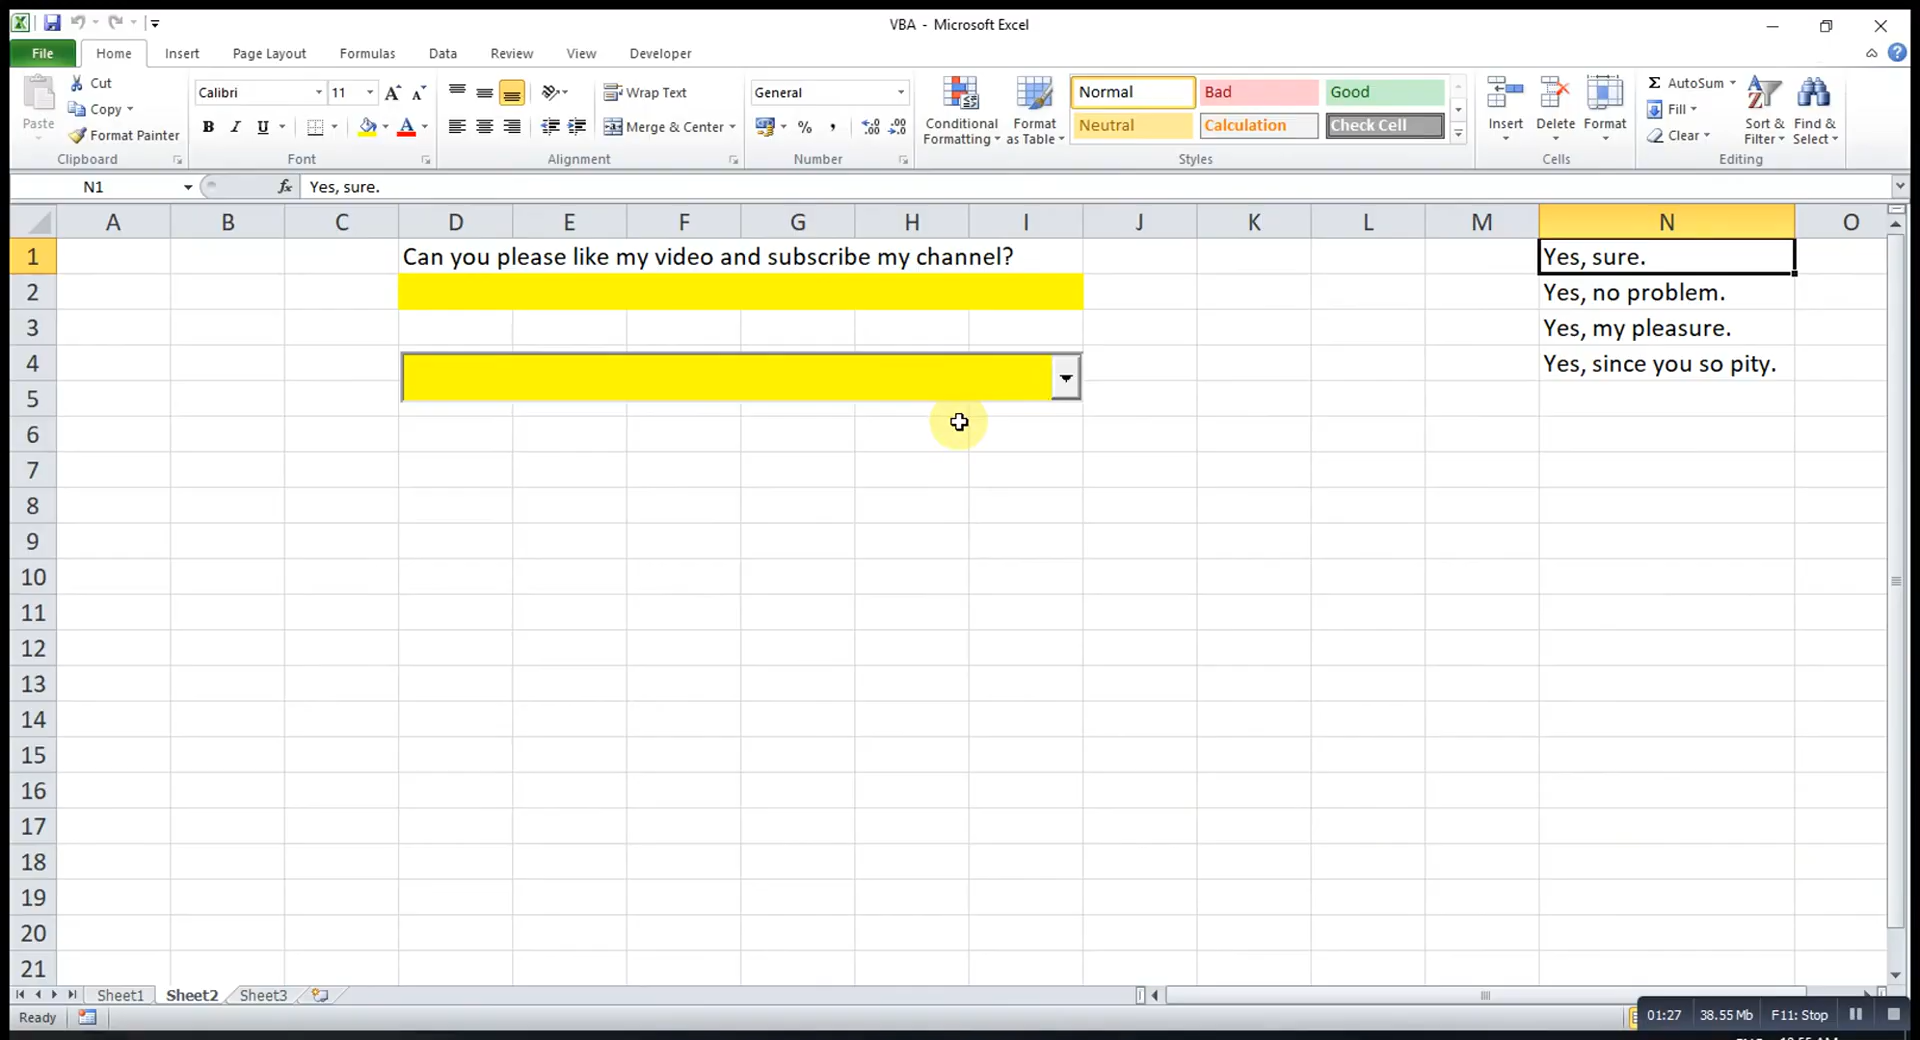 VBA - Microsoft Excel
File Home Insert Page Layout Formulas Data Review View Developer
Paste Cut Copy Format Painter Clipboard
Calibri 11 A A B I U A Font
Wrap Text Merge & Center Alignment
General % , .00 .0 Number
Conditional Formatting Format as Table
Normal Bad Good
Neutral Calculation Check Cell
Styles
Insert Delete Format Cells
Σ AutoSum Fill Clear Sort & Filter Find & Select Editing
N1 fx Yes, sure.
A B C D E F G H I J K L M N O
1 Can you please like my video and subscribe my channel? Yes, sure.
2 Yes, no problem.
3 Yes, my pleasure.
4 Yes, since you so pity.
5
6
7
8
9
10
11
12
13
14
15
16
17
18
19
20
21
Sheet1 Sheet2 Sheet3
Ready 01:27 38.55 Mb F11: Stop